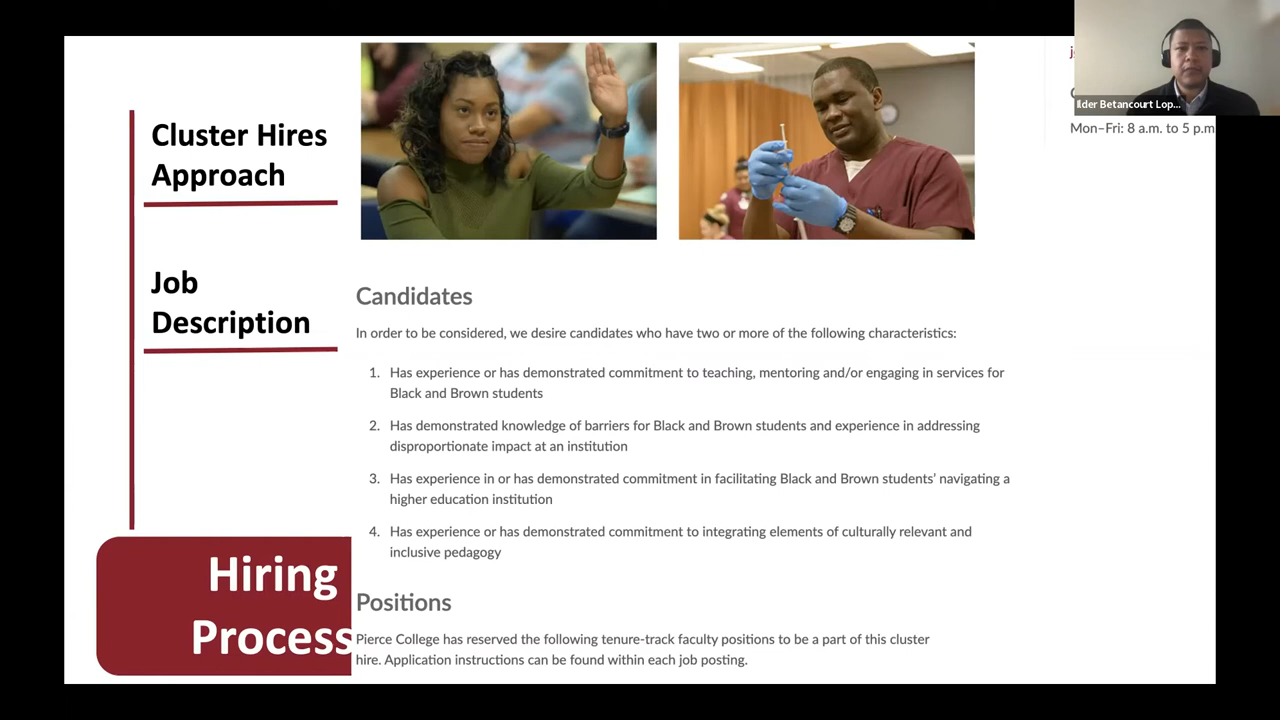 Cluster Hires
Approach
Job
Description
Hiring
Process
Candidates
In order to be considered, we desire candidates who have two or more of the following characteristics:
1. Has experience or has demonstrated commitment to teaching, mentoring and/or engaging in services for
Black and Brown students
2. Has demonstrated knowledge of barriers for Black and Brown students and experience in addressing
disproportionate impact at an institution
3. Has experience in or has demonstrated commitment in facilitating Black and Brown students' navigating a
higher education institution
4. Has experience or has demonstrated commitment to integrating elements of culturally relevant and
inclusive pedagogy
Positions
Pierce College has reserved the following tenure-track faculty positions to be a part of this cluster
hire. Application instructions can be found within each job posting.
Ilder Betancourt Lop...
Mon–Fri: 8 a.m. to 5 p.m